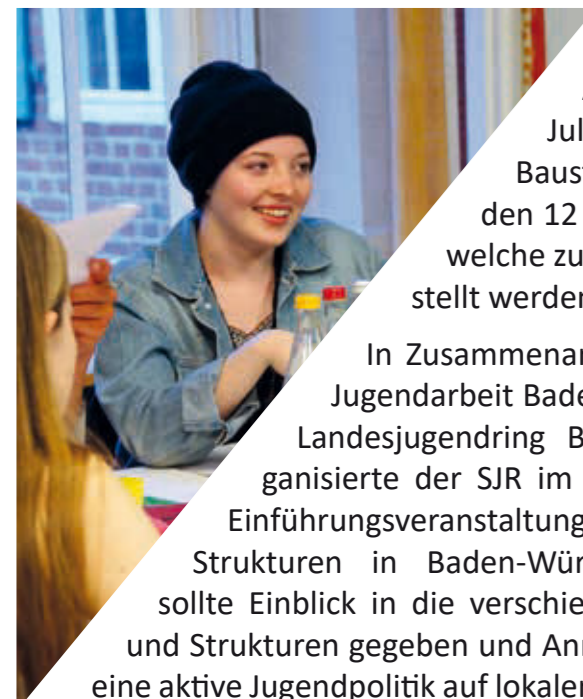 Jul
Baust
den 12
welche zu
stellt werden
In Zusammenar
Jugendarbeit Bade
Landesjugendring B
ganisierte der SJR im
Einführungsveranstaltung
Strukturen in Baden-Wür
sollte Einblick in die verschie
und Strukturen gegeben und Anr
eine aktive Jugendpolitik auf lokaler